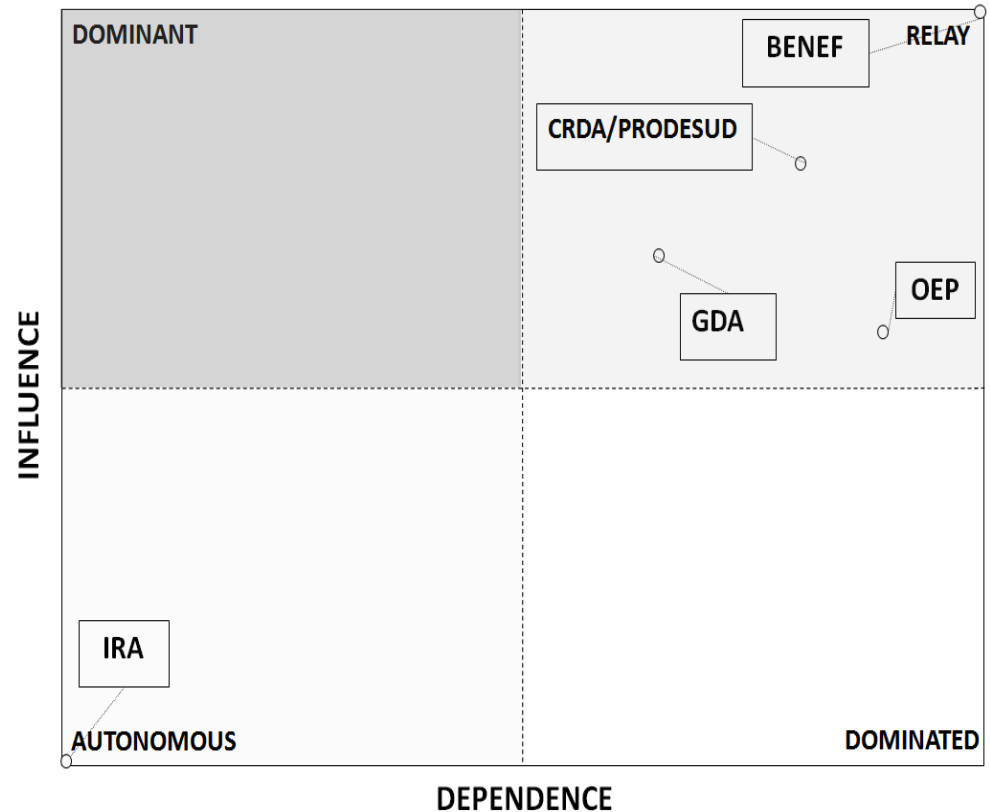 DOMINANT
BENEF
RELAY
CRDA/PRODESUD
OEP
GDA
INFLUENCE
IRA
AUTONOMOUS
DOMINATED
DEPENDENCE